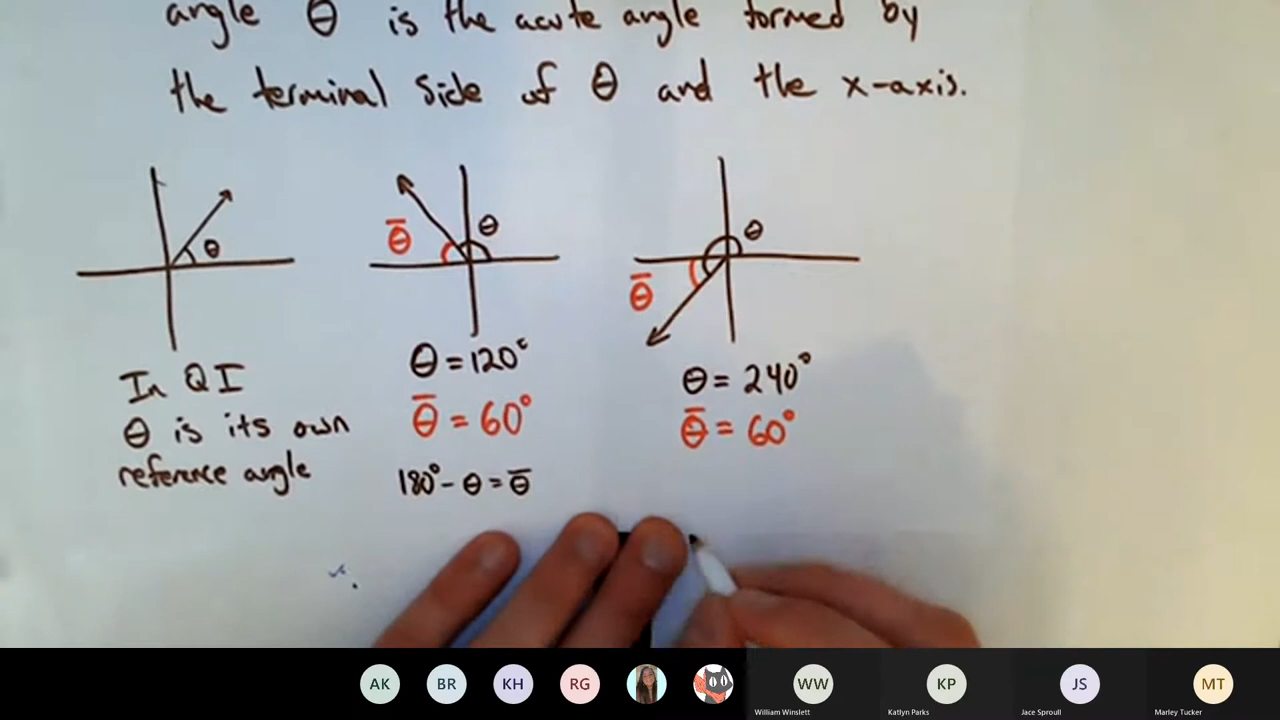 angle θ is the acute angle formed by
the terminal side of θ and the x-axis.
θ
θ̄
θ
θ
θ̄
In QI
θ is its own
reference angle
θ = 120°
θ̄ = 60°
180° - θ = θ̄
θ = 240°
θ̄ = 60°
AK
BR
KH
RG
WW
William Winslett
KP
Katlyn Parks
JS
Jace Sproull
MT
Marley Tucker